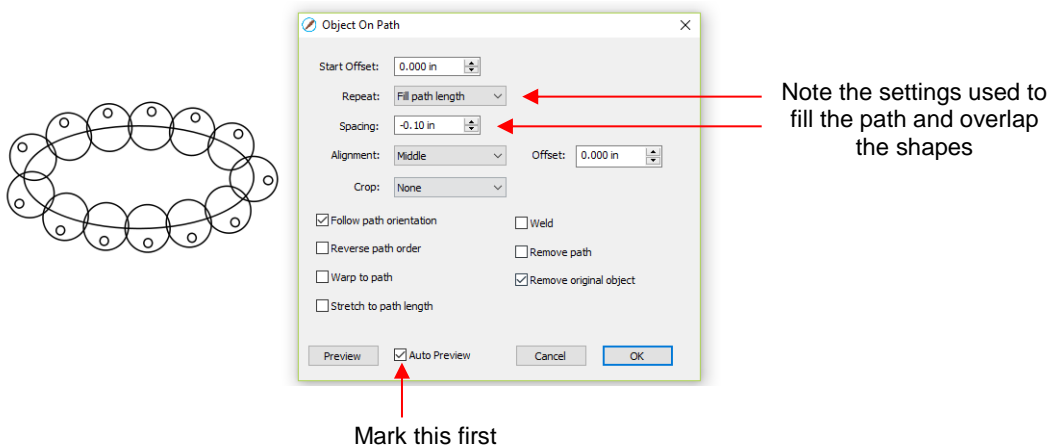 Object On Path
Start Offset: 0.000 in
Repeat: Fill path length
Spacing: -0.10 in
Alignment: Middle Offset: 0.000 in
Crop: None
Follow path orientation Weld
Reverse path order Remove path
Warp to path Remove original object
Stretch to path length
Preview Auto Preview Cancel OK
Note the settings used to
fill the path and overlap
the shapes
Mark this first